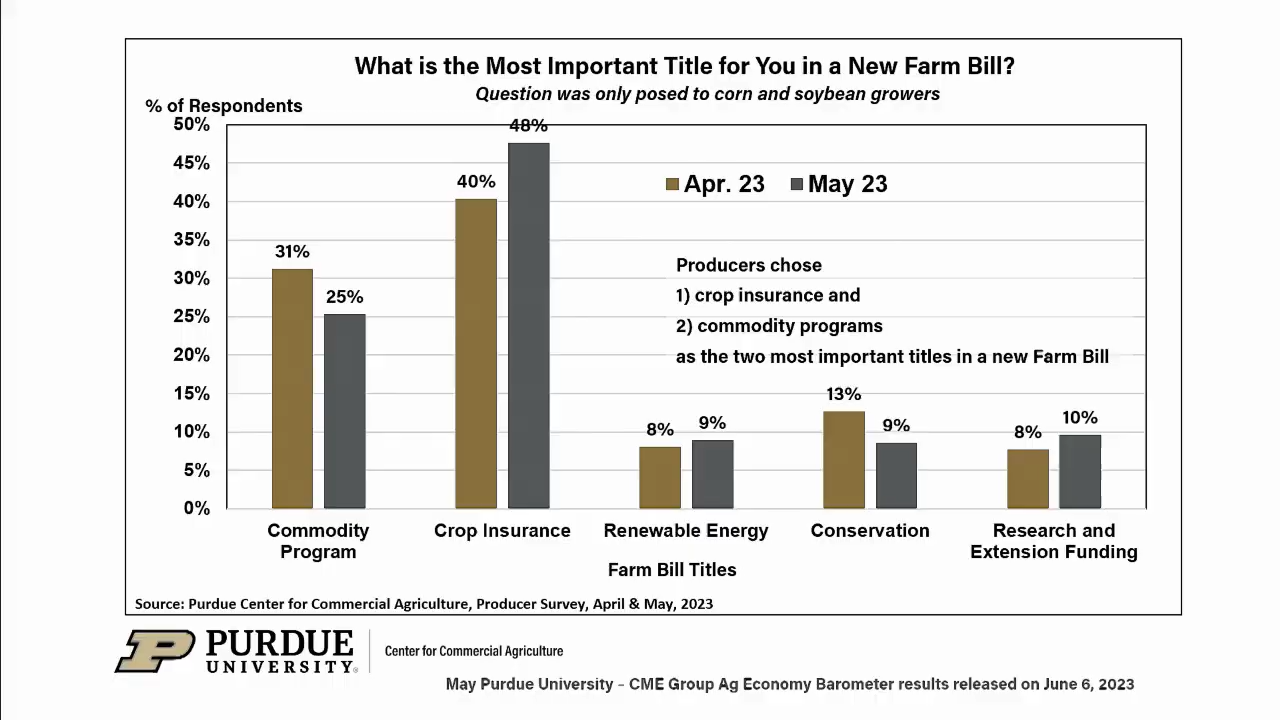 What is the Most Important Title for You in a New Farm Bill?
Question was only posed to corn and soybean growers
% of Respondents
50%
45%
40%
35%
30%
25%
20%
15%
10%
5%
0%
31%
25%
40%
48%
8%
9%
13%
9%
8%
10%
Apr. 23 May 23
Producers chose
1) crop insurance and
2) commodity programs
as the two most important titles in a new Farm Bill
Commodity
Program
Crop Insurance
Renewable Energy
Conservation
Research and
Extension Funding
Farm Bill Titles
Source: Purdue Center for Commercial Agriculture, Producer Survey, April & May, 2023
P PURDUE
UNIVERSITY®
Center for Commercial Agriculture
May Purdue University – CME Group Ag Economy Barometer results released on June 6, 2023